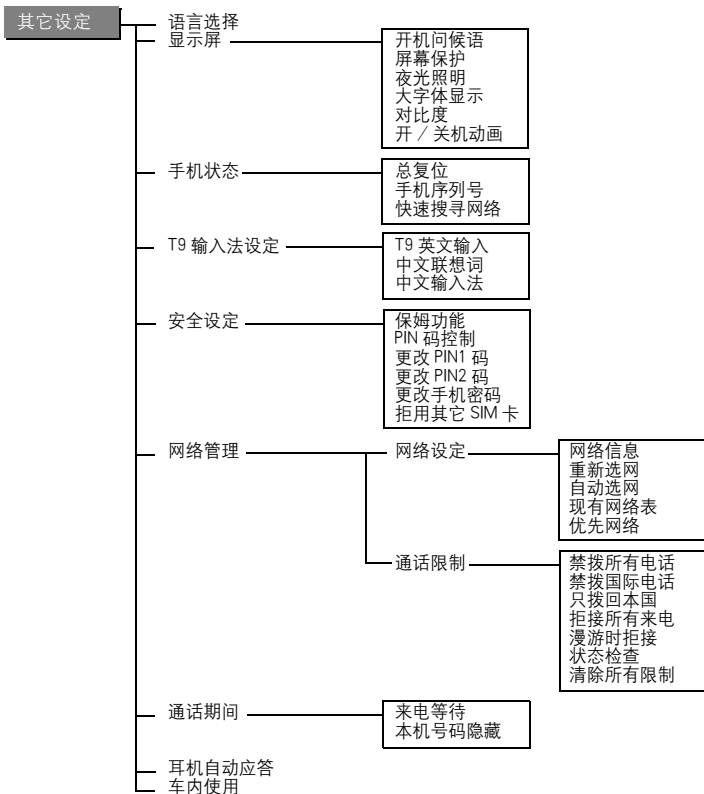 其它设定
语言选择
显示屏
开机问候语
屏幕保护
夜光照明
大字体显示
对比度
开 / 关机动画
手机状态
总复位
手机序列号
快速搜寻网络
T9 输入法设定
T9 英文输入
中文联想词
中文输入法
安全设定
保姆功能
PIN 码控制
更改 PIN1 码
更改 PIN2 码
更改手机密码
拒用其它 SIM 卡
网络管理
网络设定
网络信息
重新选网
自动选网
现有网络表
优先网络
通话限制
禁拨所有电话
禁拨国际电话
只拨回本国
拒接所有来电
漫游时拒接
状态检查
清除所有限制
通话期间
来电等待
本机号码隐藏
耳机自动应答
车内使用